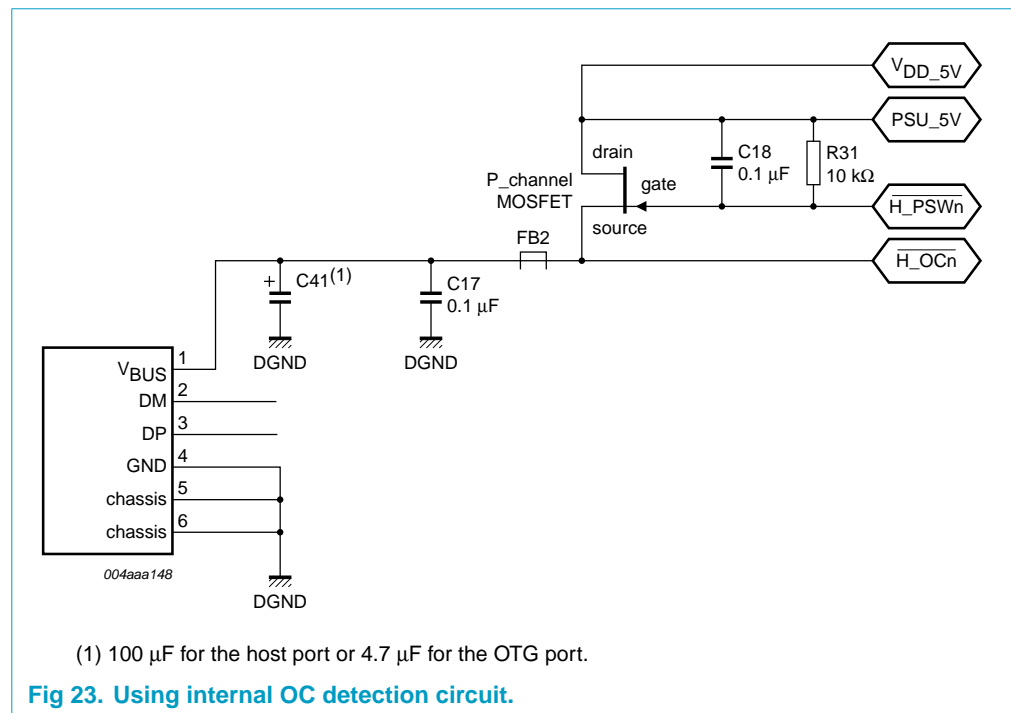 VDD_5V
PSU_5V
C18
0.1 μF
R31
10 kΩ
drain
P_channel
MOSFET
gate
source
H_PSWn
FB2
H_OCn
C41(1)
C17
0.1 μF
DGND
DGND
VBUS
1
DM
2
DP
3
GND
4
chassis
5
chassis
6
004aaa148
DGND
(1) 100 μF for the host port or 4.7 μF for the OTG port.
Fig 23. Using internal OC detection circuit.